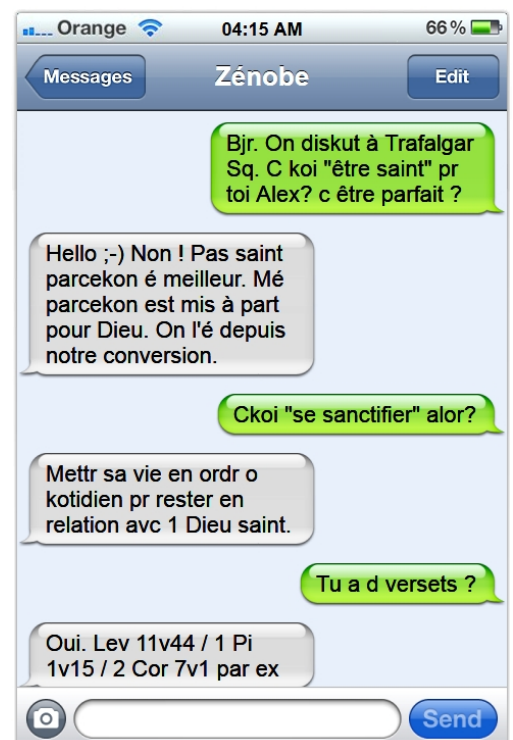 Orange 04:15 AM 66 %
Messages Zénobe Edit
Bjr. On diskut à Trafalgar
Sq. C koi "être saint" pr
toi Alex? c être parfait ?
Hello ;-) Non ! Pas saint
parcekon é meilleur. Mé
parcekon est mis à part
pour Dieu. On l'é depuis
notre conversion.
Ckoi "se sanctifier" alor?
Mettr sa vie en ordr o
kotidien pr rester en
relation avc 1 Dieu saint.
Tu a d versets ?
Oui. Lev 11v44 / 1 Pi
1v15 / 2 Cor 7v1 par ex
Send